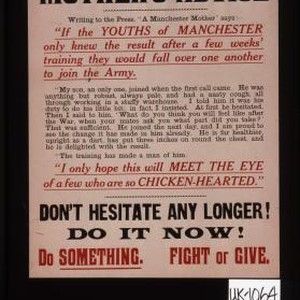 MOTHER'S ADVICE
Writing to the Press, "A Manchester Mother" says:
"If the YOUTHS of MANCHESTER
only knew the result after a few weeks'
training they would fall over one another
to join the Army.
"My son, an only one, joined when the first call came. He was
anything but robust, always pale, and had a nasty cough, all
through working in a stuffy warehouse. I told him it was his
duty to do his little bit; in fact, I insisted. At first he hesitated.
Then I said to him, 'What do you think you will feel like after
the War, when your mates ask you what part did you take?'
That was sufficient. He joined the next day, and I am proud to
see the change it has made in him already. He is far healthier,
upright as a dart, has put three inches on round the chest, and
he is delighted with the result.
"The training has made a man of him.
"I only hope this will MEET THE EYE
of a few who are so CHICKEN-HEARTED."
DON'T HESITATE ANY LONGER!
DO IT NOW!
Do SOMETHING. FIGHT or GIVE.
UK1064